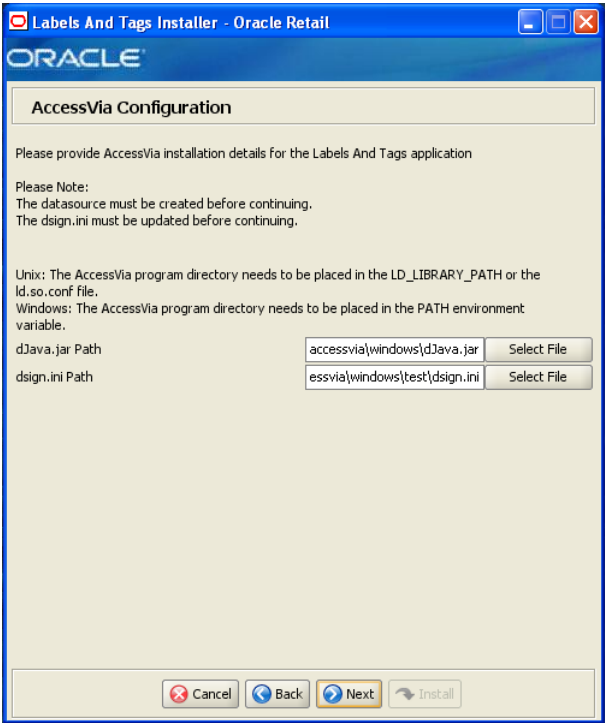 Labels And Tags Installer - Oracle Retail
ORACLE
AccessVia Configuration
Please provide AccessVia installation details for the Labels And Tags application
Please Note:
The datasource must be created before continuing.
The dsign.ini must be updated before continuing.
Unix: The AccessVia program directory needs to be placed in the LD_LIBRARY_PATH or the
ld.so.conf file.
Windows: The AccessVia program directory needs to be placed in the PATH environment
variable.
dJava.jar Path accessvia\windows\dJava.jar Select File
dsign.ini Path essvia\windows\test\dsign.ini Select File
Cancel Back Next Install